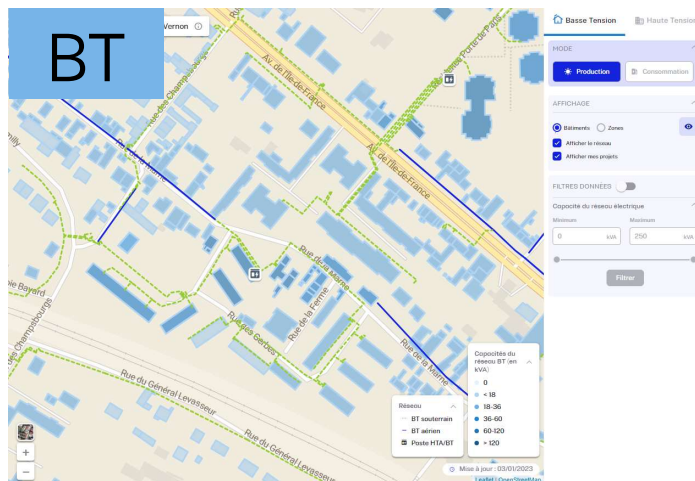 BT
Vernon
Basse Tension
Haute Tension
MODE
Production
Consommation
AFFICHAGE
Bâtiments
Zones
Afficher le réseau
Afficher mes projets
FILTRES DONNÉES
Capacité du réseau électrique
Minimum
Maximum
0
kVA
250
kVA
Filtrer
Rue des Champsbourgs
Av. de l'Île-de-France
Av. de l'Île-de-France
Rue de la Marne
Rue de la Marne
Rue de la Marne
Rue de la Ferme
Rue des Gerbes
ie Bayard
des Champsbourgs
Rue du Général Levasseur
Rue du Général Levasseur
Capacités du
réseau BT (en
kVA)
0
< 18
18-36
36-60
60-120
> 120
Réseau
BT souterrain
BT aérien
Poste HTA/BT
+
−
Mise à jour : 03/01/2023
Leaflet | OpenStreetMap